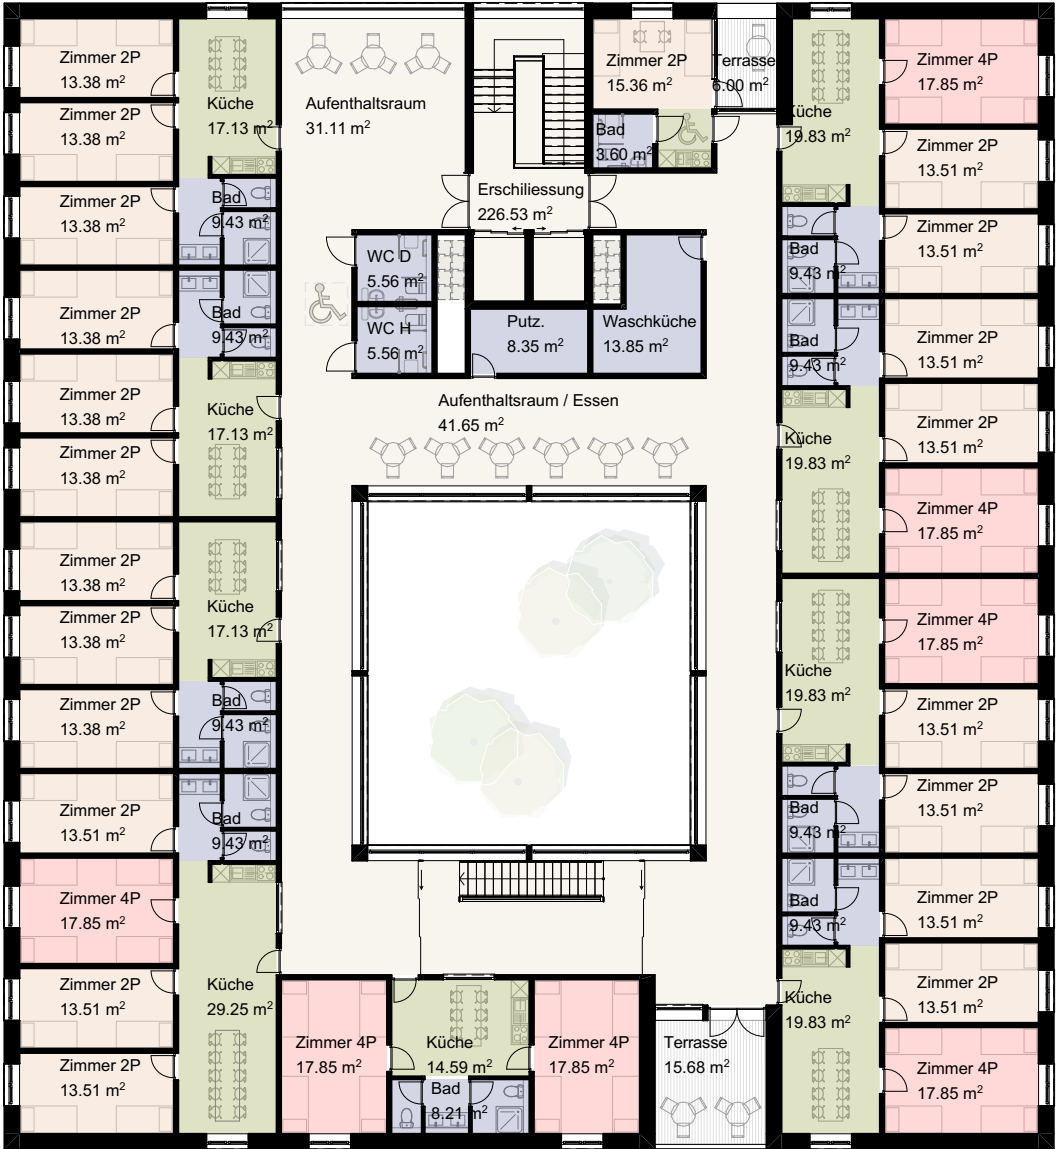 Zimmer 2P
13.38 m²
Zimmer 2P
13.38 m²
Zimmer 2P
13.38 m²
Zimmer 2P
13.38 m²
Zimmer 2P
13.38 m²
Zimmer 2P
13.38 m²
Zimmer 2P
13.38 m²
Zimmer 2P
13.38 m²
Zimmer 2P
13.38 m²
Zimmer 2P
13.51 m²
Zimmer 4P
17.85 m²
Zimmer 2P
13.51 m²
Zimmer 2P
13.51 m²
Küche
17.13 m²
Bad
9.43 m²
Bad
9.43 m²
Küche
17.13 m²
Küche
17.13 m²
Bad
9.43 m²
Bad
9.43 m²
Küche
29.25 m²
Aufenthaltsraum
31.11 m²
Erschliessung
226.53 m²
Zimmer 2P
15.36 m²
Terrasse
6.00 m²
Bad
3.60 m²
WC D
5.56 m²
WC H
5.56 m²
Putz.
8.35 m²
Waschküche
13.85 m²
Aufenthaltsraum / Essen
41.65 m²
Zimmer 4P
17.85 m²
Küche
14.59 m²
Bad
8.21 m²
Zimmer 4P
17.85 m²
Terrasse
15.68 m²
Küche
19.83 m²
Bad
9.43 m²
Bad
9.43 m²
Küche
19.83 m²
Küche
19.83 m²
Bad
9.43 m²
Bad
9.43 m²
Küche
19.83 m²
Zimmer 4P
17.85 m²
Zimmer 2P
13.51 m²
Zimmer 2P
13.51 m²
Zimmer 2P
13.51 m²
Zimmer 2P
13.51 m²
Zimmer 4P
17.85 m²
Zimmer 4P
17.85 m²
Zimmer 2P
13.51 m²
Zimmer 2P
13.51 m²
Zimmer 2P
13.51 m²
Zimmer 2P
13.51 m²
Zimmer 4P
17.85 m²